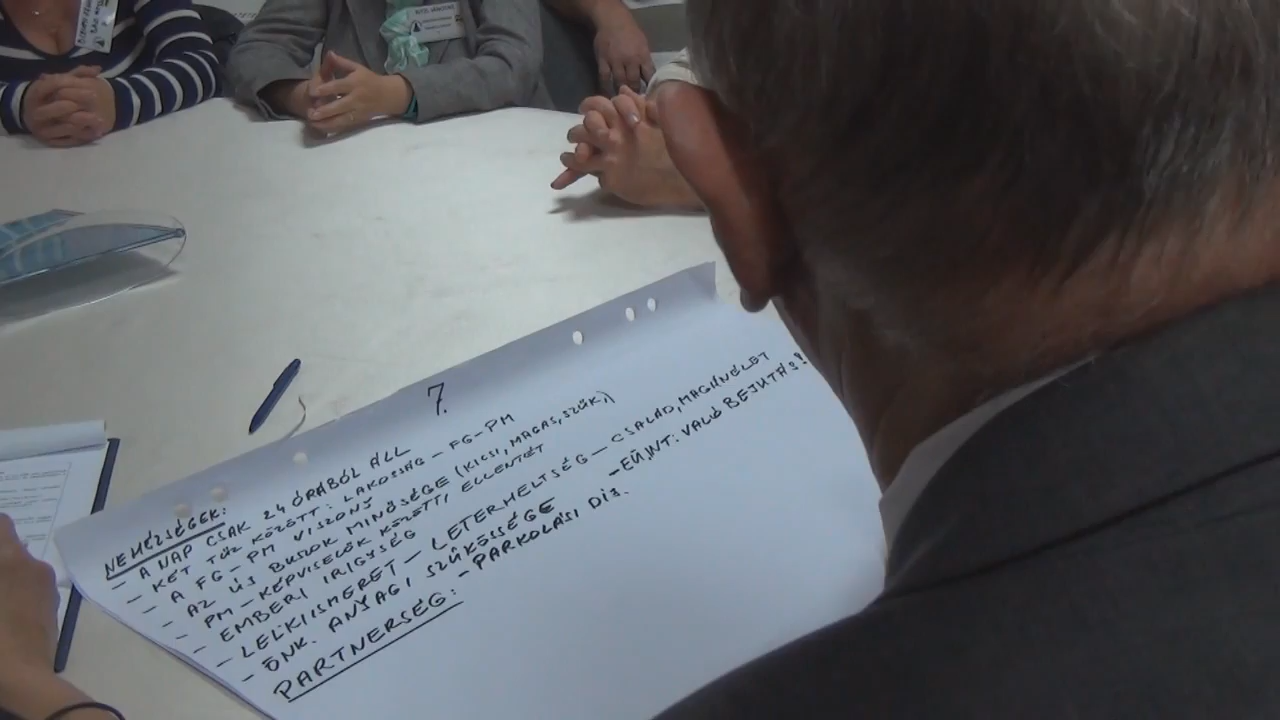 7.
NEHÉZSÉGEK:
- A NAP CSAK 24 ÓRÁBÓL ÁLL
- KÉT TŰZ KÖZÖTT: LAKOSSÁG - FG-PM
- A FG-PM VISZONY
- AZ ÚJ BUSZOK MINŐSÉGE (KICSI, MAGAS, SZŰK,)
- PM-KÉPVISELŐK KÖZÖTTI ELLENTÉT
- EMBERI IRIGYSÉG
- LELKIISMERET - LETERHELTSÉG - CSALÁD, MAGÁNÉLET
- ÖNK. ANYAGI SZŰKÖSSÉGE - EÜ,INT: VALÓ BEJUTÁS!
PARTNERSÉG: - PARKOLÁSI DÍJ.